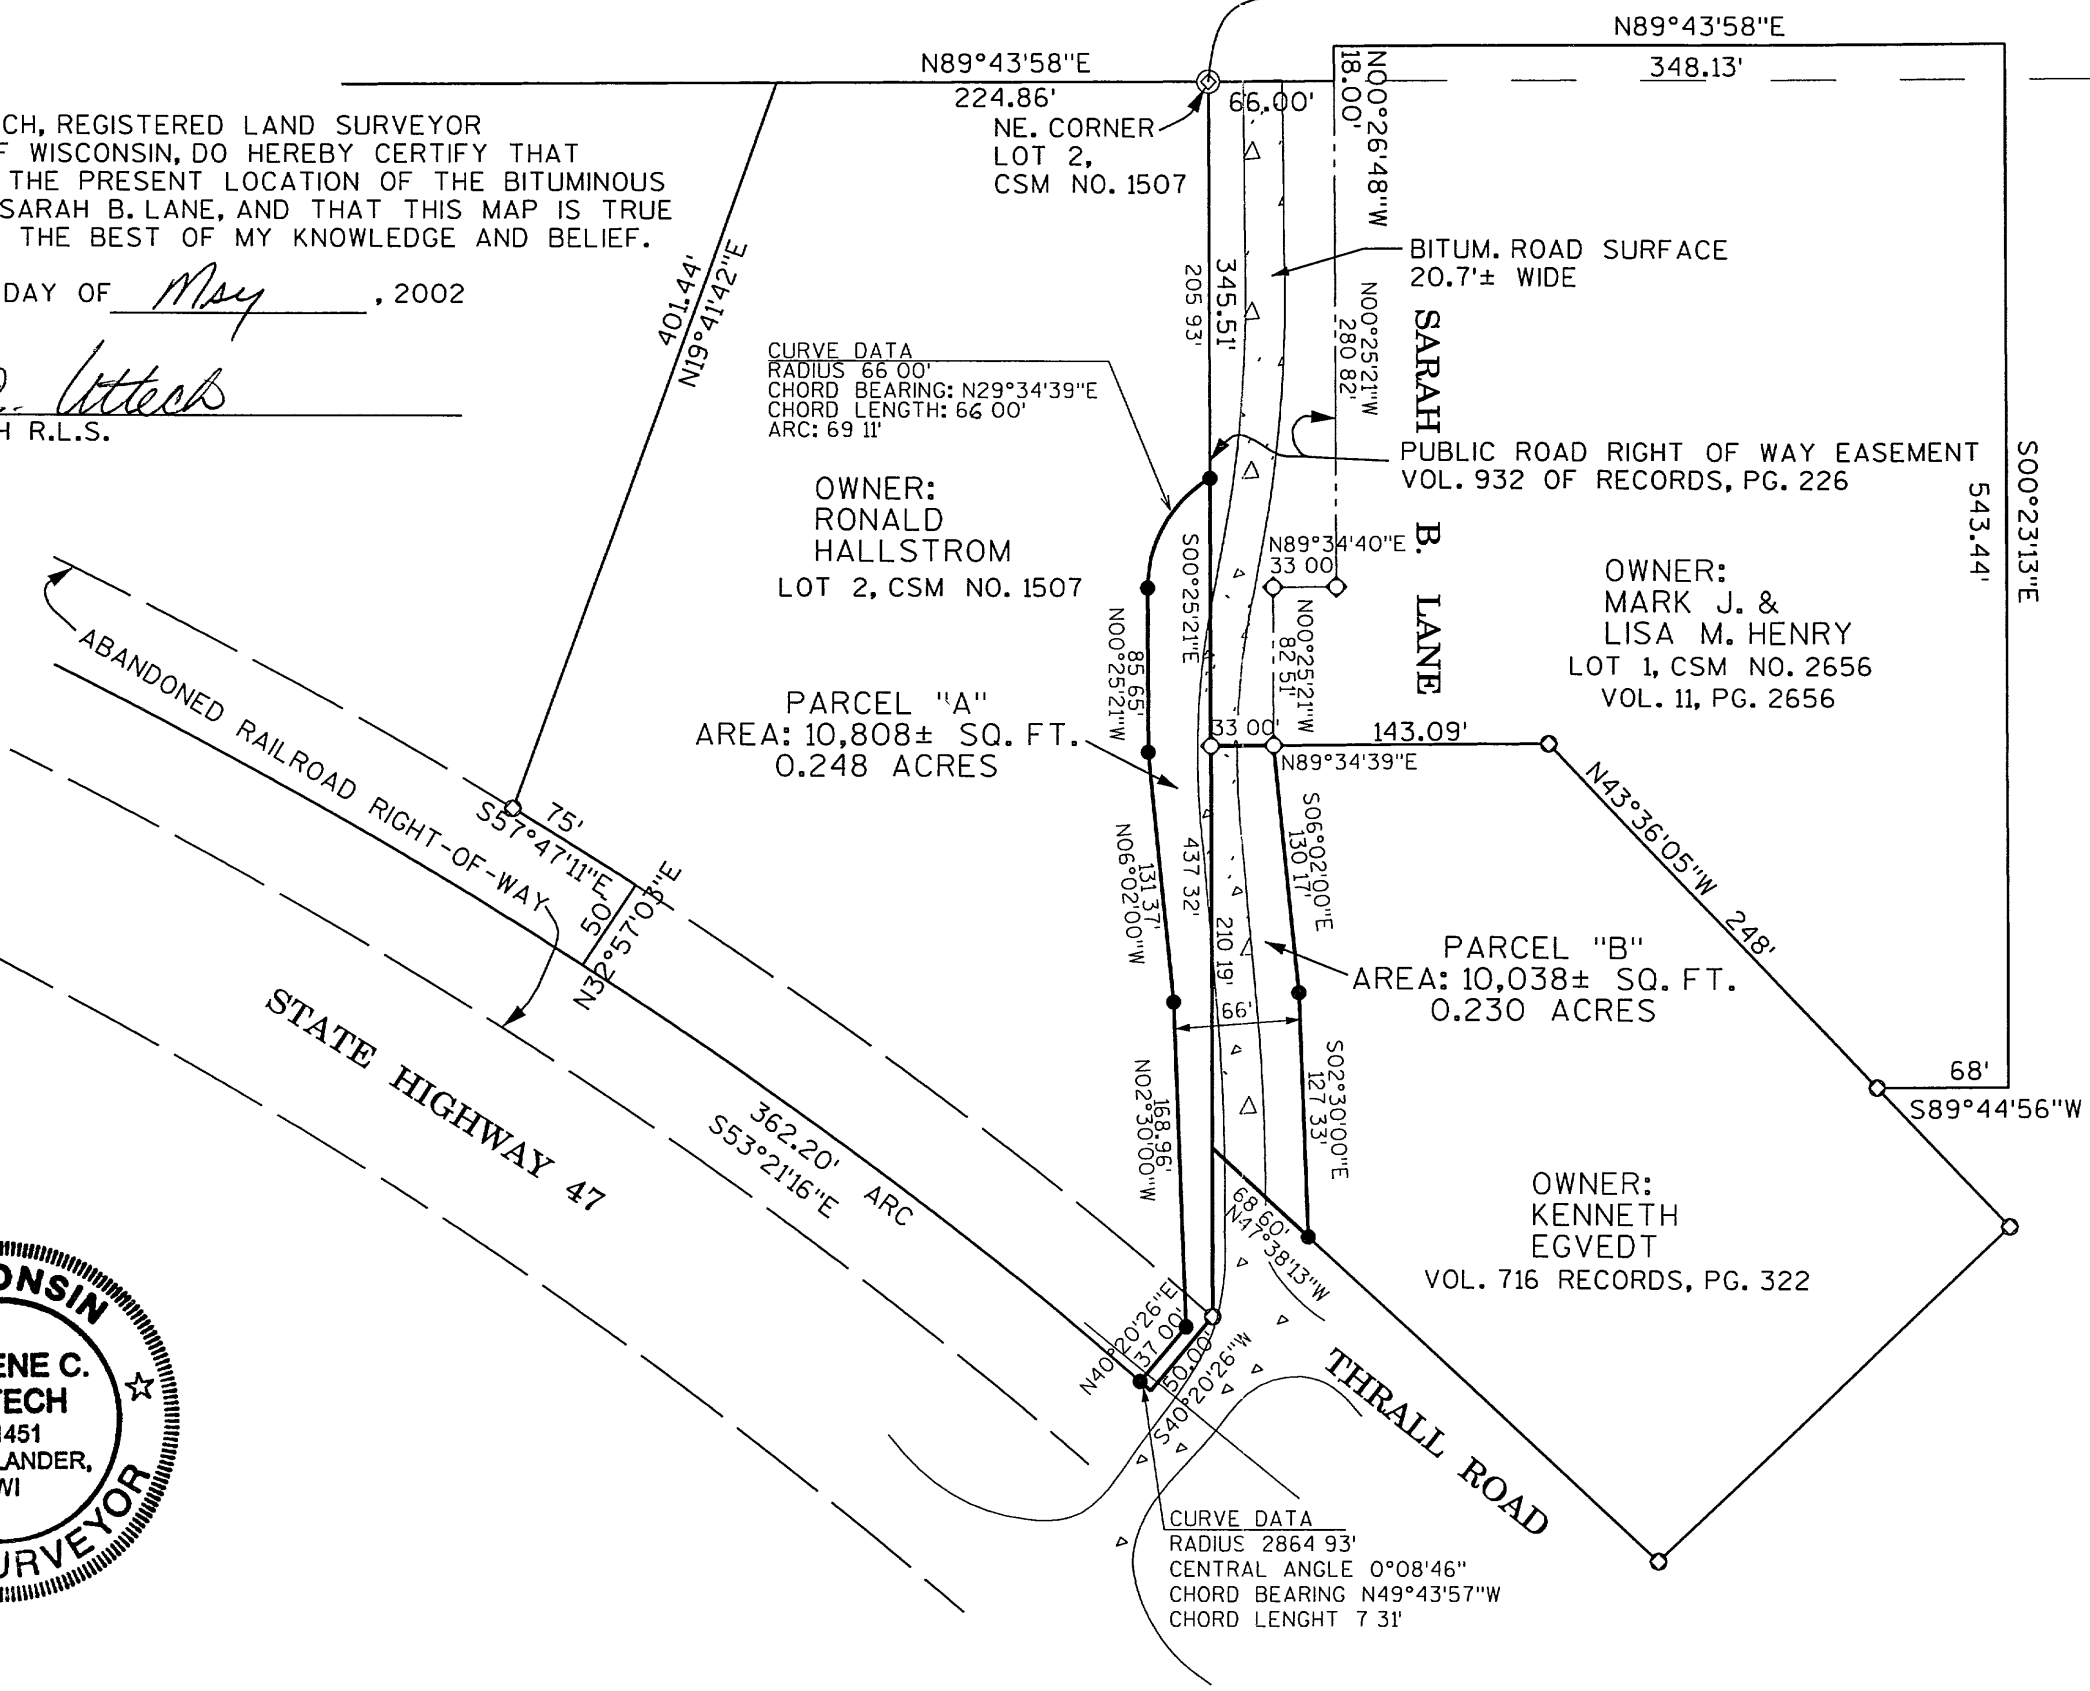 N89°43'58"E
348.13'
N89°43'58"E
224.86'
66.00'
N00°26'48"W
18.00'
NE. CORNER
LOT 2,
CSM NO. 1507
CH, REGISTERED LAND SURVEYOR
F WISCONSIN, DO HEREBY CERTIFY THAT
THE PRESENT LOCATION OF THE BITUMINOUS
SARAH B. LANE, AND THAT THIS MAP IS TRUE
THE BEST OF MY KNOWLEDGE AND BELIEF.
DAY OF May , 2002
Uttech
H R.L.S.
401.44'
N19°41'42"E
345.51'
205 93'
BITUM. ROAD SURFACE
20.7'± WIDE
N00°25'21"W
280 82'
SARAH B. LANE
CURVE DATA
RADIUS 66 00'
CHORD BEARING: N29°34'39"E
CHORD LENGTH: 66 00'
ARC: 69 11'
PUBLIC ROAD RIGHT OF WAY EASEMENT
VOL. 932 OF RECORDS, PG. 226
S00°23'13"E
543.44'
OWNER:
RONALD
HALLSTROM
LOT 2, CSM NO. 1507
S00°25'21"E
437 32'
N89°34'40"E
33 00'
N00°25'21"W
82 51'
OWNER:
MARK J. &
LISA M. HENRY
LOT 1, CSM NO. 2656
VOL. 11, PG. 2656
85 65'
N00°25'21"W
ABANDONED RAILROAD RIGHT-OF-WAY
PARCEL "A"
AREA: 10,808± SQ. FT.
0.248 ACRES
33 00'
143.09'
N89°34'39"E
75'
S57°47'11"E
50'
N32°57'03"E
131 37'
N06°02'00"W
S06°02'00"E
130 17'
N43°36'05"W 248'
210 19'
PARCEL "B"
AREA: 10,038± SQ. FT.
0.230 ACRES
66'
STATE HIGHWAY 47
362.20' ARC
S53°21'16"E
168.96'
N02°30'00"W
S02°30'00"E
127 33'
68'
S89°44'56"W
68 60'
N47°38'13"W
OWNER:
KENNETH
EGVEDT
VOL. 716 RECORDS, PG. 322
N40°20'26"E
37 00'
50.00'
S40°20'26"W
THRALL ROAD
CURVE DATA
RADIUS 2864 93'
CENTRAL ANGLE 0°08'46"
CHORD BEARING N49°43'57"W
CHORD LENGHT 7 31'
ONSIN
ENE C.
TECH
1451
LANDER,
WI
URVEYOR